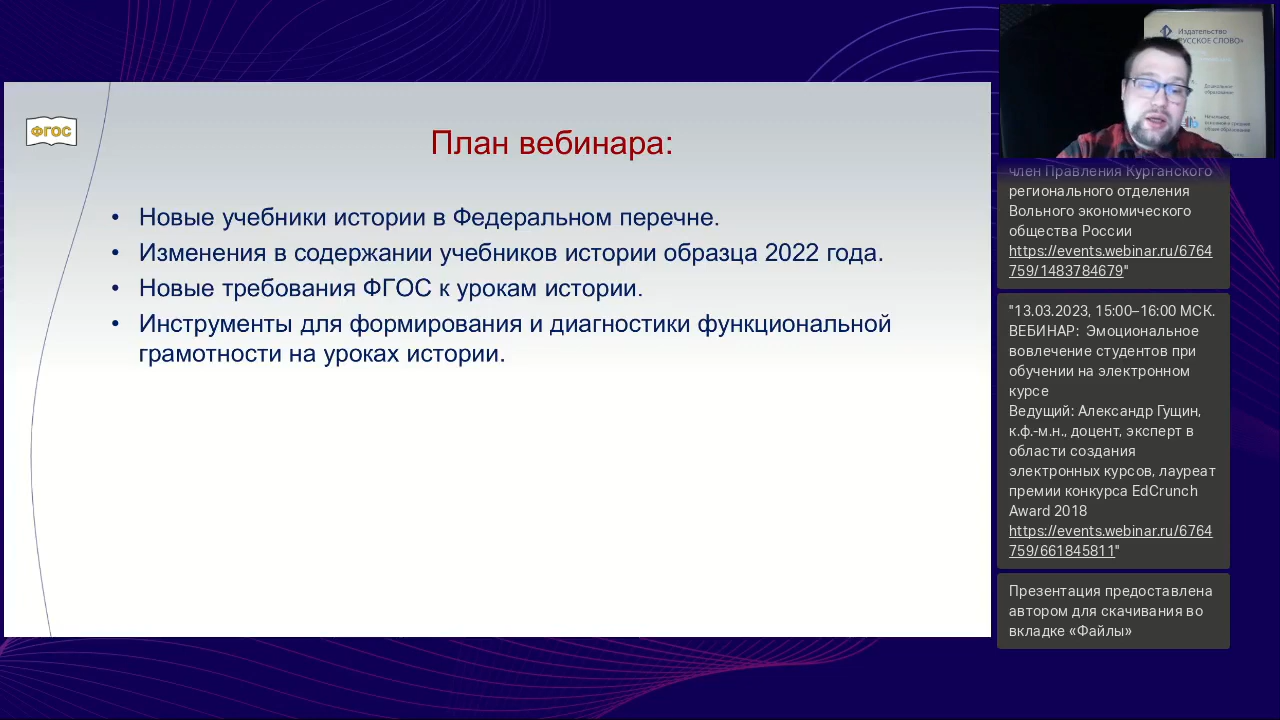 ФГОС
План вебинара:
• Новые учебники истории в Федеральном перечне.
• Изменения в содержании учебников истории образца 2022 года.
• Новые требования ФГОС к урокам истории.
• Инструменты для формирования и диагностики функциональной
грамотности на уроках истории.
Издательство
РУССКОЕ СЛОВО»
член Правления Курганского
регионального отделения
Вольного экономического
общества России
https://events.webinar.ru/6764
759/1483784679"
"13.03.2023, 15:00–16:00 МСК.
ВЕБИНАР: Эмоциональное
вовлечение студентов при
обучении на электронном
курсе
Ведущий: Александр Гущин,
к.ф.-м.н., доцент, эксперт в
области создания
электронных курсов, лауреат
премии конкурса EdCrunch
Award 2018
https://events.webinar.ru/6764
759/661845811"
Презентация предоставлена
автором для скачивания во
вкладке «Файлы»